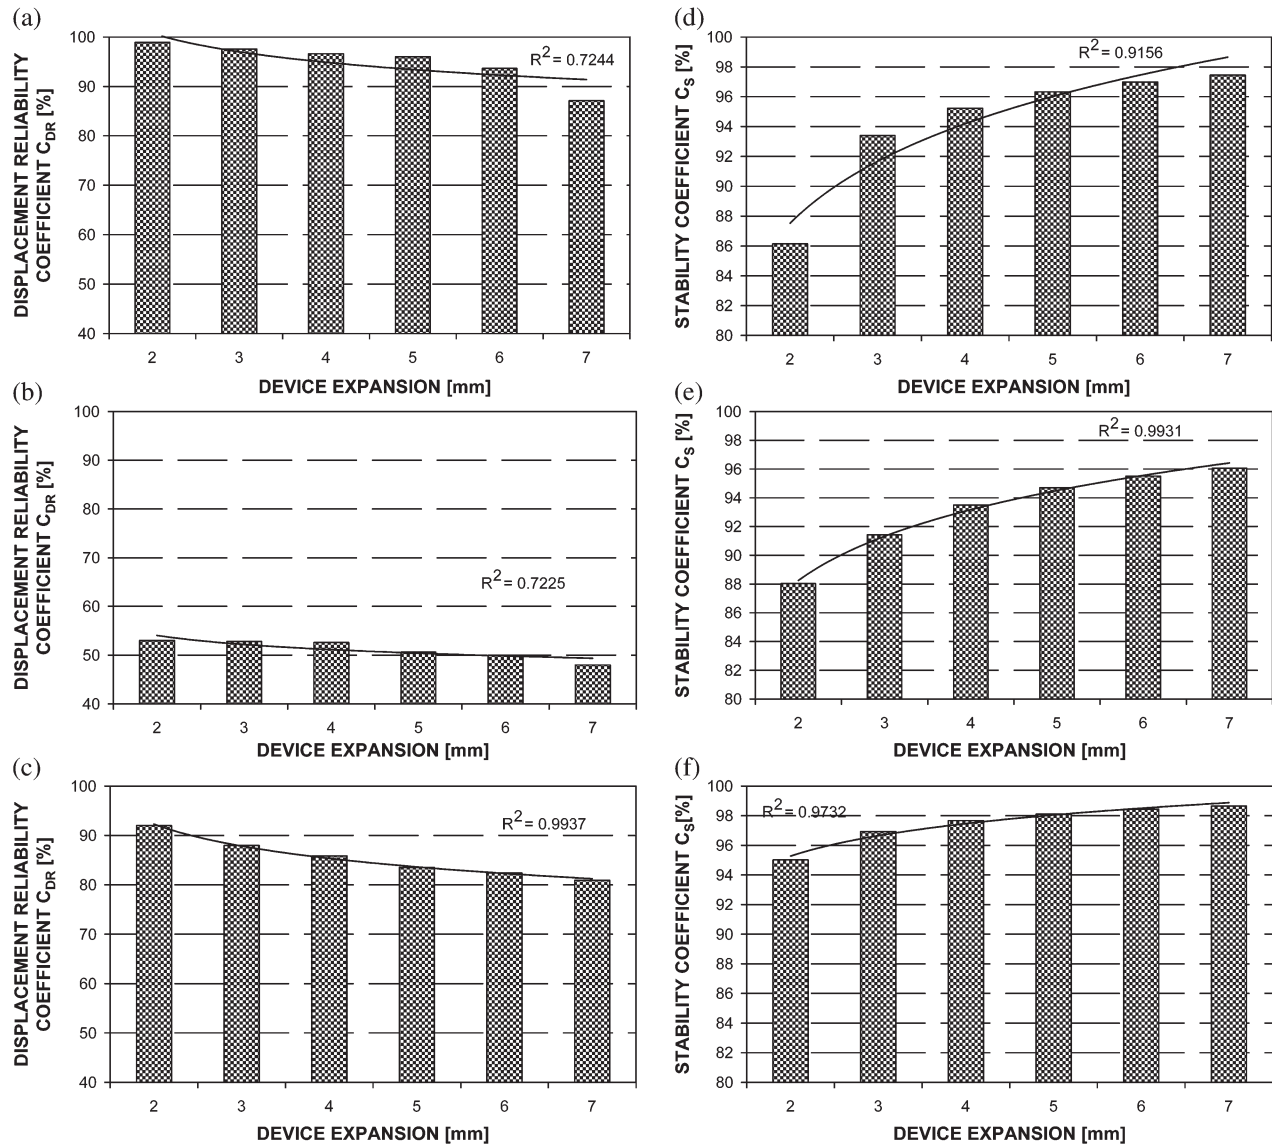 (a)
DISPLACEMENT RELIABILITY
COEFFICIENT C_DR [%]
100
90
80
70
60
50
40
R² = 0.7244
2 3 4 5 6 7
DEVICE EXPANSION [mm]
(b)
DISPLACEMENT RELIABILITY
COEFFICIENT C_DR [%]
100
90
80
70
60
50
40
R² = 0.7225
2 3 4 5 6 7
DEVICE EXPANSION [mm]
(c)
DISPLACEMENT RELIABILITY
COEFFICIENT C_DR [%]
100
90
80
70
60
50
40
R² = 0.9937
2 3 4 5 6 7
DEVICE EXPANSION [mm]
(d)
STABILITY COEFFICIENT C_S [%]
100
98
96
94
92
90
88
86
84
82
80
R² = 0.9156
2 3 4 5 6 7
DEVICE EXPANSION [mm]
(e)
STABILITY COEFFICIENT C_S [%]
100
98
96
94
92
90
88
86
84
82
80
R² = 0.9931
2 3 4 5 6 7
DEVICE EXPANSION [mm]
(f)
STABILITY COEFFICIENT C_S[%]
100
98
96
94
92
90
88
86
84
82
80
R² = 0.9732
2 3 4 5 6 7
DEVICE EXPANSION [mm]